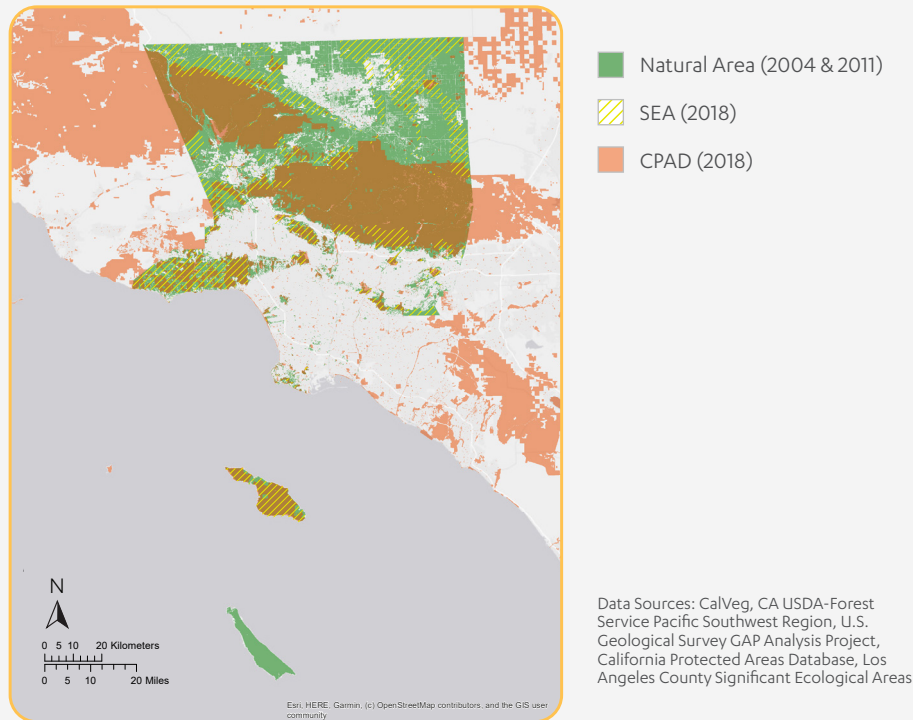 Natural Area (2004 & 2011)
SEA (2018)
CPAD (2018)
N
0 5 10 20 Kilometers
0 5 10 20 Miles
Esri, HERE, Garmin, (c) OpenStreetMap contributors, and the GIS user
community
Data Sources: CalVeg, CA USDA-Forest
Service Pacific Southwest Region, U.S.
Geological Survey GAP Analysis Project,
California Protected Areas Database, Los
Angeles County Significant Ecological Areas